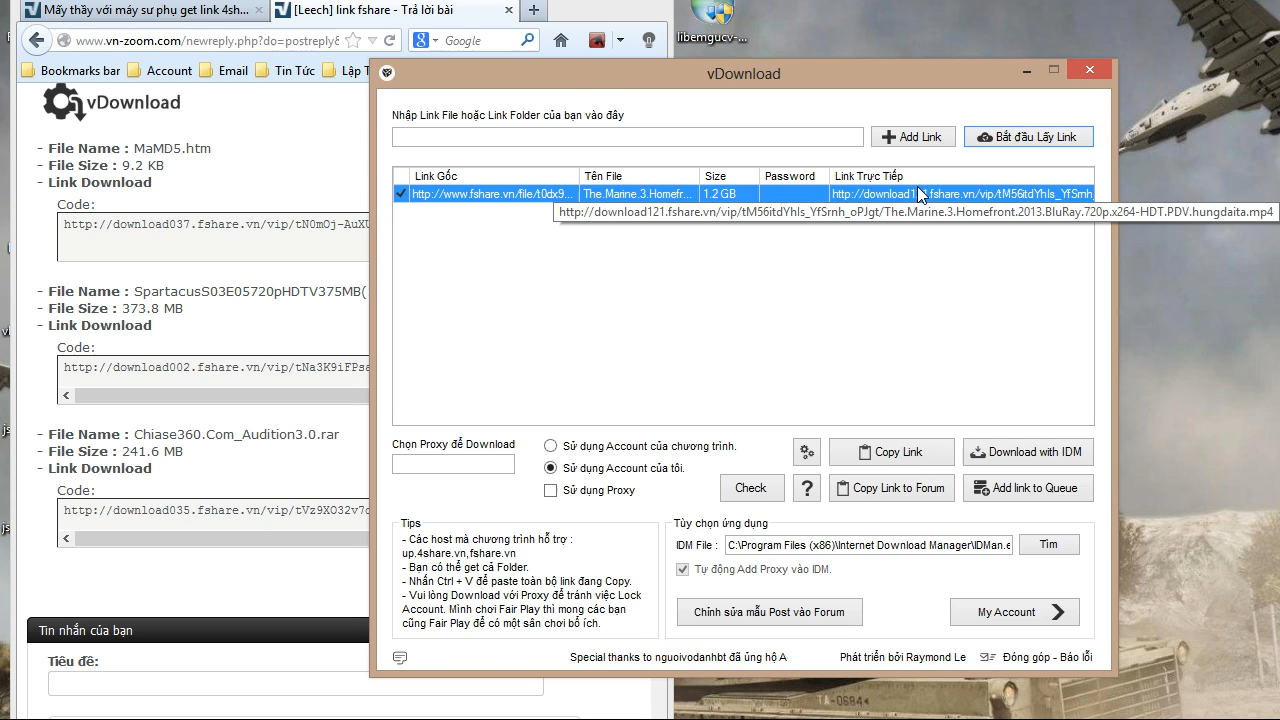 Mấy thầy với máy sư phụ get link 4sh...
[Leech] link fshare - Trả lời bài
www.vn-zoom.com/newreply.php?do=postreply&
Google
Bookmarks bar
Account
Email
Tin Tức
Lập T
libemgucv-...
vDownload
- File Name : MaMD5.htm
- File Size : 9.2 KB
- Link Download
Code:
http://download037.fshare.vn/vip/tN0mOj-AuXU
- File Name : SpartacusS03E05720pHDTV375MB(
- File Size : 373.8 MB
- Link Download
Code:
http://download002.fshare.vn/vip/tNa3K9iFPsa
- File Name : Chiase360.Com_Audition3.0.rar
- File Size : 241.6 MB
- Link Download
Code:
http://download035.fshare.vn/vip/tVz9XO32v7
Tin nhắn của bạn
Tiêu đề:
vDownload
Nhập Link File hoặc Link Folder của bạn vào đây
Add Link
Bắt đầu Lấy Link
Link Gốc
Tên File
Size
Password
Link Trực Tiếp
http://www.fshare.vn/file/t0dx9...
The.Marine.3.Homefr...
1.2 GB
.fshare.vn/vip/tM56itdYhls_YfSrnh
http://download121.fshare.vn/vip/tM56itdYhls_YfSrnh_oPJgt/The.Marine.3.Homefront.2013.BluRay.720p.x264-HDT.PDV.hungdaita.mp4
Chọn Proxy để Download
Sử dụng Account của chương trình.
Sử dụng Account của tôi.
Sử dụng Proxy
Check
?
Copy Link
Download with IDM
Copy Link to Forum
Add link to Queue
Tips
- Các host mà chương trình hỗ trợ :
up.4share.vn,fshare.vn
- Bạn có thể get cả Folder.
- Nhấn Ctrl + V để paste toàn bộ link đang Copy.
- Vui lòng Download với Proxy để tránh việc Lock
Account. Mình chơi Fair Play thì mong các bạn
cũng Fair Play để có một sân chơi bổ ích.
Tùy chọn ứng dụng
IDM File :
C:\Program Files (x86)\Internet Download Manager\IDMan.e
Tìm
Tự động Add Proxy vào IDM.
Chỉnh sửa mẫu Post vào Forum
My Account
Special thanks to nguoivodanhbt đã ủng hộ A
Phát triển bởi Raymond Le
Đóng góp - Báo lỗi
A-0684